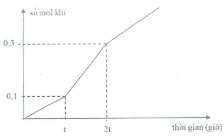 số mol khí
0,3
0,1
t
2t
thời gian (giờ)